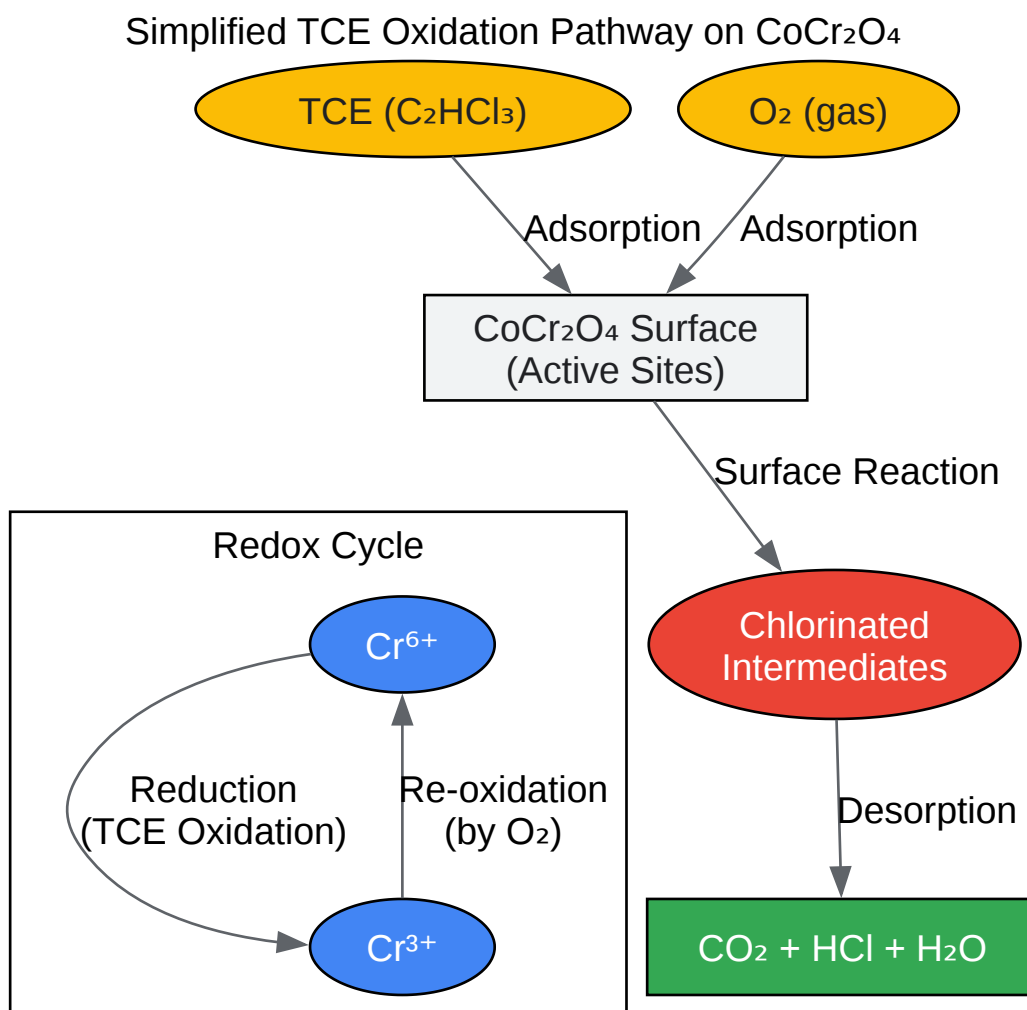 Simplified TCE Oxidation Pathway on CoCr₂O₄
TCE (C₂HCl₃)
O₂ (gas)
Adsorption
Adsorption
CoCr₂O₄ Surface
(Active Sites)
Surface Reaction
Redox Cycle
Cr⁶⁺
Chlorinated
Intermediates
Reduction
(TCE Oxidation)
Re-oxidation
(by O₂)
Desorption
Cr³⁺
CO₂ + HCl + H₂O